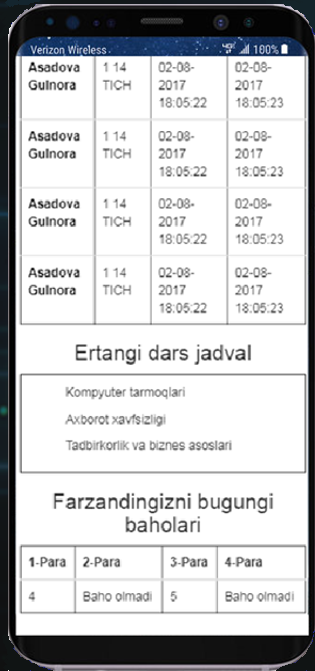 Verizon Wireless 4G 100%
Asadova 1 14 02-08- 02-08-
Gulnora TICH 2017 2017
18:05:22 18:05:23
Asadova 1 14 02-08- 02-08-
Gulnora TICH 2017 2017
18:05:22 18:05:23
Asadova 1 14 02-08- 02-08-
Gulnora TICH 2017 2017
18:05:22 18:05:23
Asadova 1 14 02-08- 02-08-
Gulnora TICH 2017 2017
18:05:22 18:05:23
Ertangi dars jadval
Kompyuter tarmoqlari
Axborot xavfsizligi
Tadbirkorlik va biznes asoslari
Farzandingizni bugungi
baholari
1-Para 2-Para 3-Para 4-Para
4 Baho olmadi 5 Baho olmadi